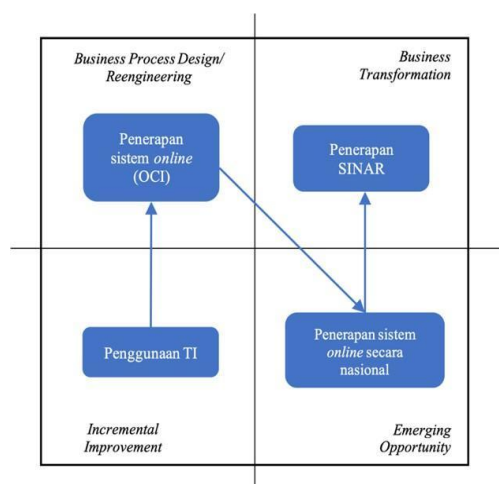 Business Process Design/
Reengineering
Business
Transformation
Penerapan
sistem online
(OCI)
Penerapan
SINAR
Penggunaan TI
Penerapan sistem
online secara
nasional
Incremental
Improvement
Emerging
Opportunity